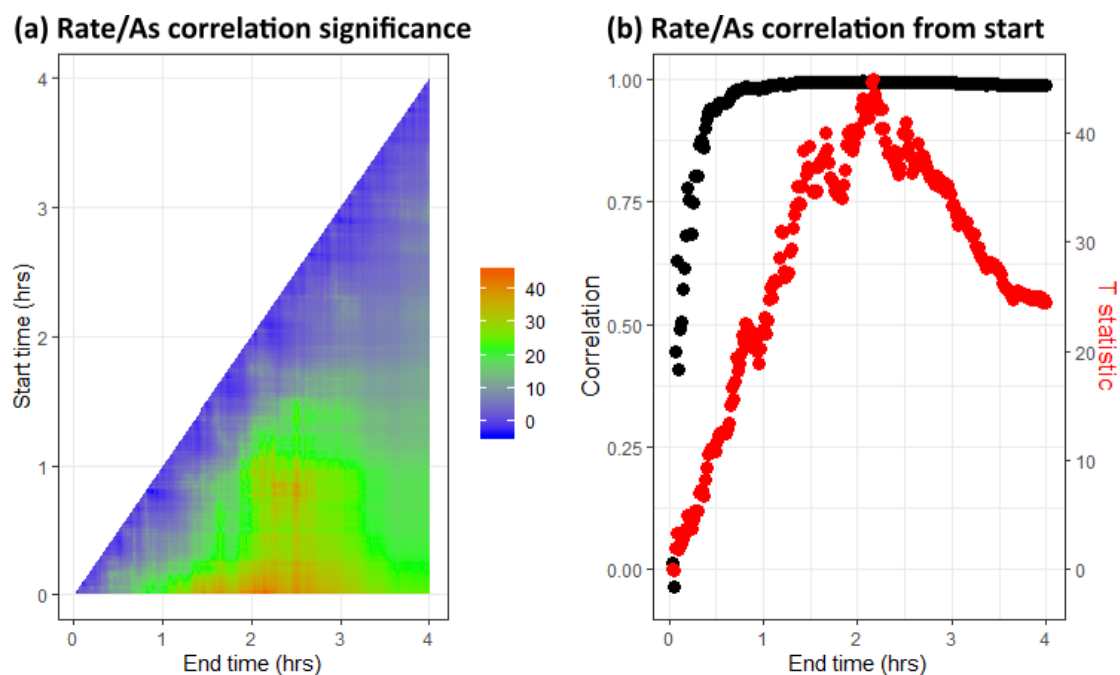 (a) Rate/As correlation significance
4
3
2
1
0
Start time (hrs)
0 1 2 3 4
End time (hrs)
40
30
20
10
0
(b) Rate/As correlation from start
1.00
0.75
0.50
0.25
0.00
Correlation
40
30
20
10
0
T statistic
0 1 2 3 4
End time (hrs)